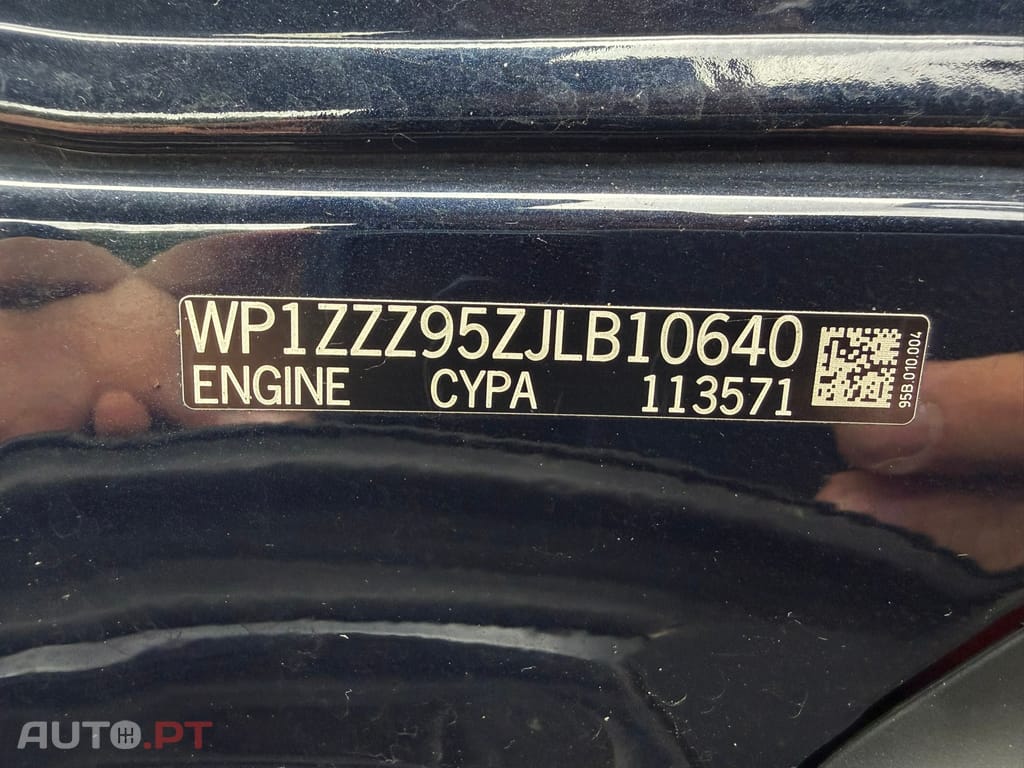 WP1ZZZ95ZJLB10640
ENGINE CYPA 113571
95B.010.004
AUTO.PT